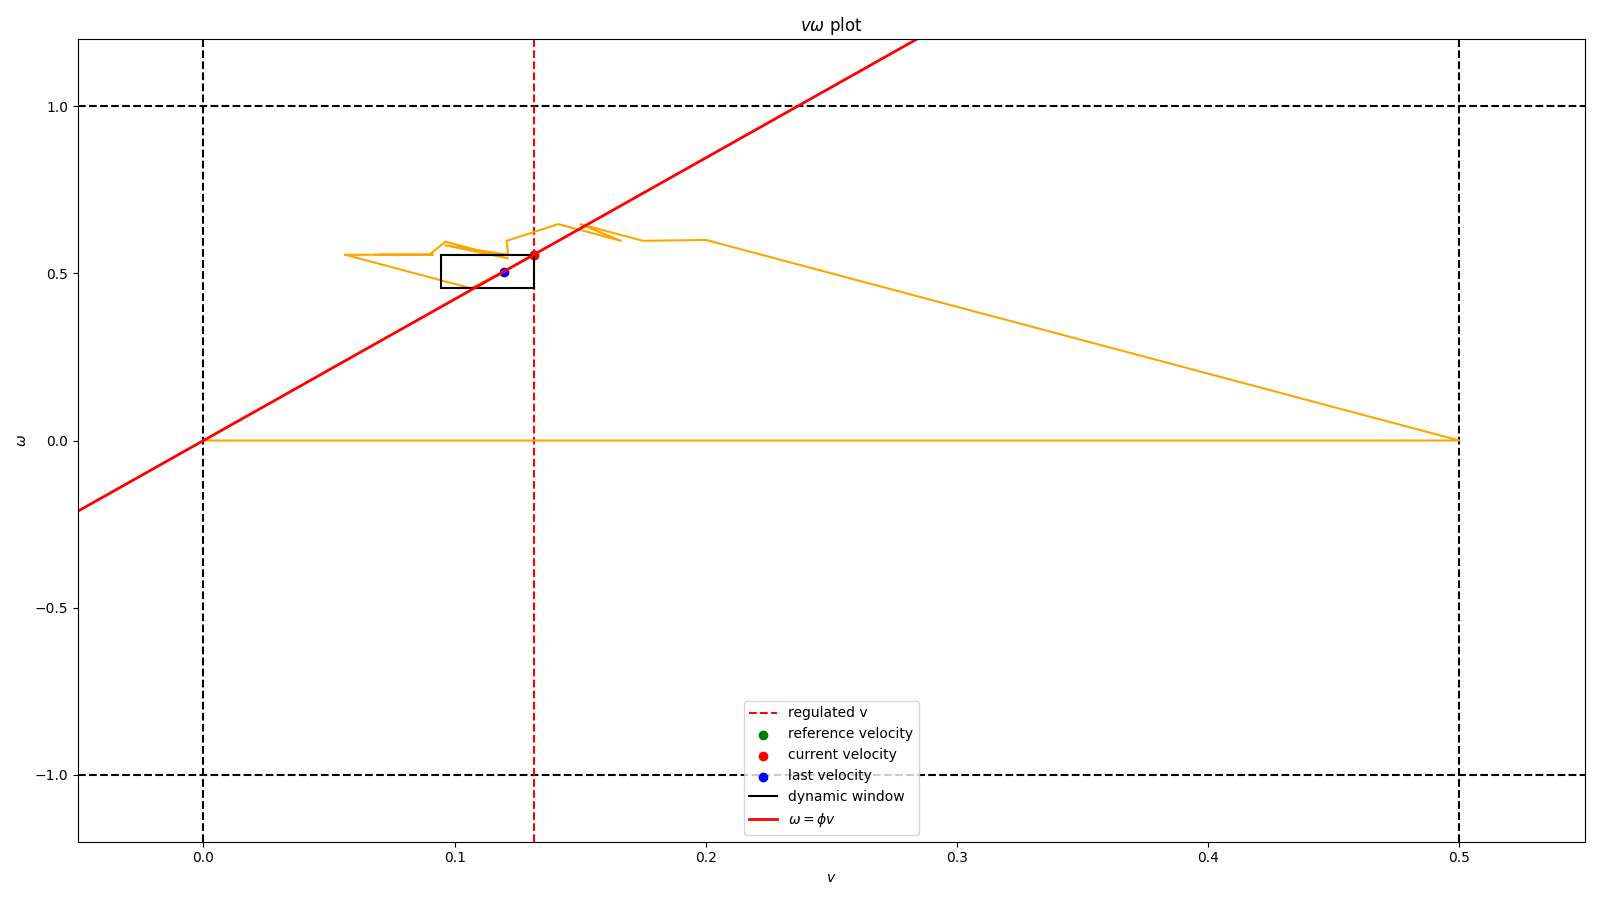 vω plot
1.0
0.5
0.0
−0.5
−1.0
ω
regulated v
reference velocity
current velocity
last velocity
dynamic window
ω = ϕv
0.0 0.1 0.2 0.3 0.4 0.5
v